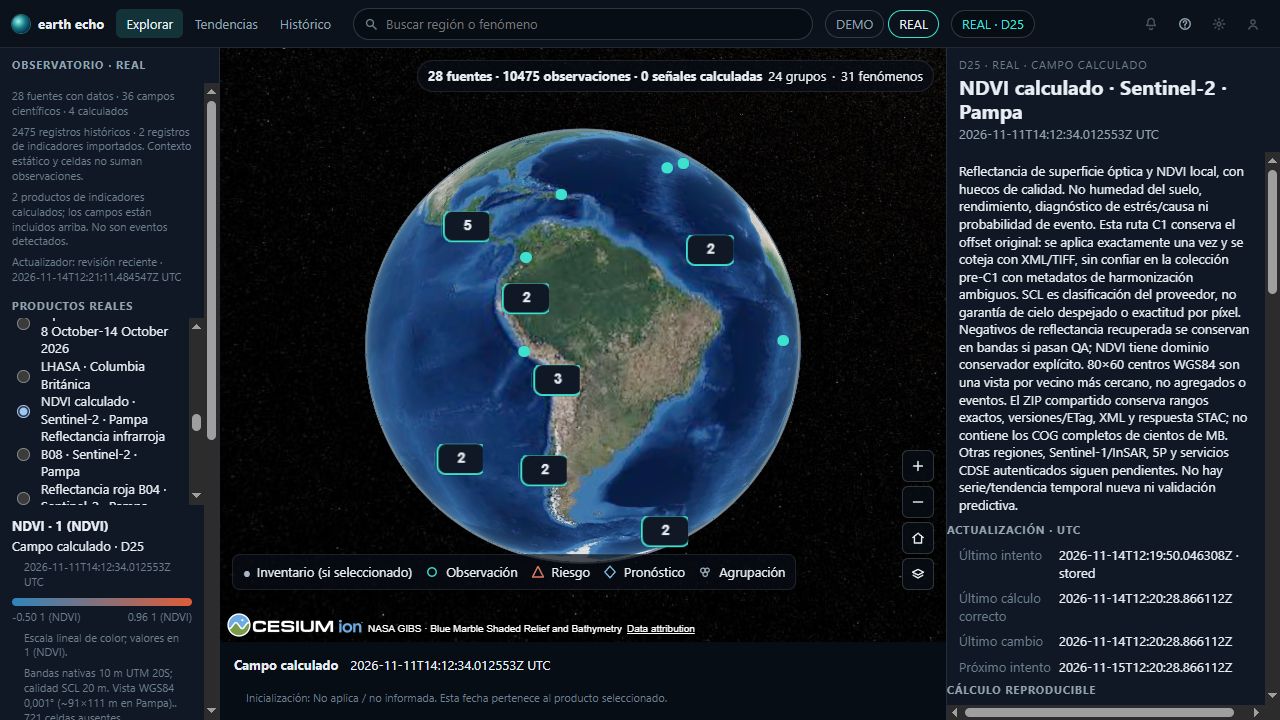 earth echo
Explorar
Tendencias
Histórico
Buscar región o fenómeno
DEMO
REAL
REAL · D25
OBSERVATORIO · REAL
28 fuentes con datos · 36 campos
científicos · 4 calculados
2475 registros históricos · 2 registros
de indicadores importados. Contexto
estático y celdas no suman
observaciones.
2 productos de indicadores
calculados; los campos están
incluidos arriba. No son eventos
detectados.
Actualizador: revisión reciente ·
2026-11-14T12:21:11.484547Z UTC
PRODUCTOS REALES
8 October-14 October
2026
LHASA · Columbia
Británica
NDVI calculado ·
Sentinel-2 · Pampa
Reflectancia infrarroja
B08 · Sentinel-2 ·
Pampa
Reflectancia roja B04 ·
Sentinel-2 · Pampa
NDVI · 1 (NDVI)
Campo calculado · D25
2026-11-11T14:12:34.012553Z
UTC
-0.50 1 (NDVI)
0.96 1 (NDVI)
Escala lineal de color; valores en
1 (NDVI).
Bandas nativas 10 m UTM 20S;
calidad SCL 20 m. Vista WGS84
0,001° (~91×111 m en Pampa)..
721 celdas ausentes
28 fuentes · 10475 observaciones · 0 señales calculadas 24 grupos · 31 fenómenos
5
2
2
3
2
2
2
Inventario (si seleccionado)
Observación
Riesgo
Pronóstico
Agrupación
CESIUM ion
NASA GIBS · Blue Marble Shaded Relief and Bathymetry Data attribution
Campo calculado 2026-11-11T14:12:34.012553Z UTC
Inicialización: No aplica / no informada. Esta fecha pertenece al producto seleccionado.
D25 · REAL · CAMPO CALCULADO
NDVI calculado · Sentinel-2 ·
Pampa
2026-11-11T14:12:34.012553Z UTC
Reflectancia de superficie óptica y NDVI local, con
huecos de calidad. No humedad del suelo,
rendimiento, diagnóstico de estrés/causa ni
probabilidad de evento. Esta ruta C1 conserva el
offset original: se aplica exactamente una vez y se
coteja con XML/TIFF, sin confiar en la colección
pre-C1 con metadatos de harmonización
ambiguos. SCL es clasificación del proveedor, no
garantía de cielo despejado o exactitud por píxel.
Negativos de reflectancia recuperada se conservan
en bandas si pasan QA; NDVI tiene dominio
conservador explícito. 80×60 centros WGS84 son
una vista por vecino más cercano, no agregados o
eventos. El ZIP compartido conserva rangos
exactos, versiones/ETag, XML y respuesta STAC; no
contiene los COG completos de cientos de MB.
Otras regiones, Sentinel-1/InSAR, 5P y servicios
CDSE autenticados siguen pendientes. No hay
serie/tendencia temporal nueva ni validación
predictiva.
ACTUALIZACIÓN · UTC
Último intento 2026-11-14T12:19:50.046308Z ·
stored
Último cálculo 2026-11-14T12:20:28.866112Z
correcto
Último cambio 2026-11-14T12:20:28.866112Z
Próximo intento 2026-11-15T12:20:28.866112Z
CÁLCULO REPRODUCIBLE